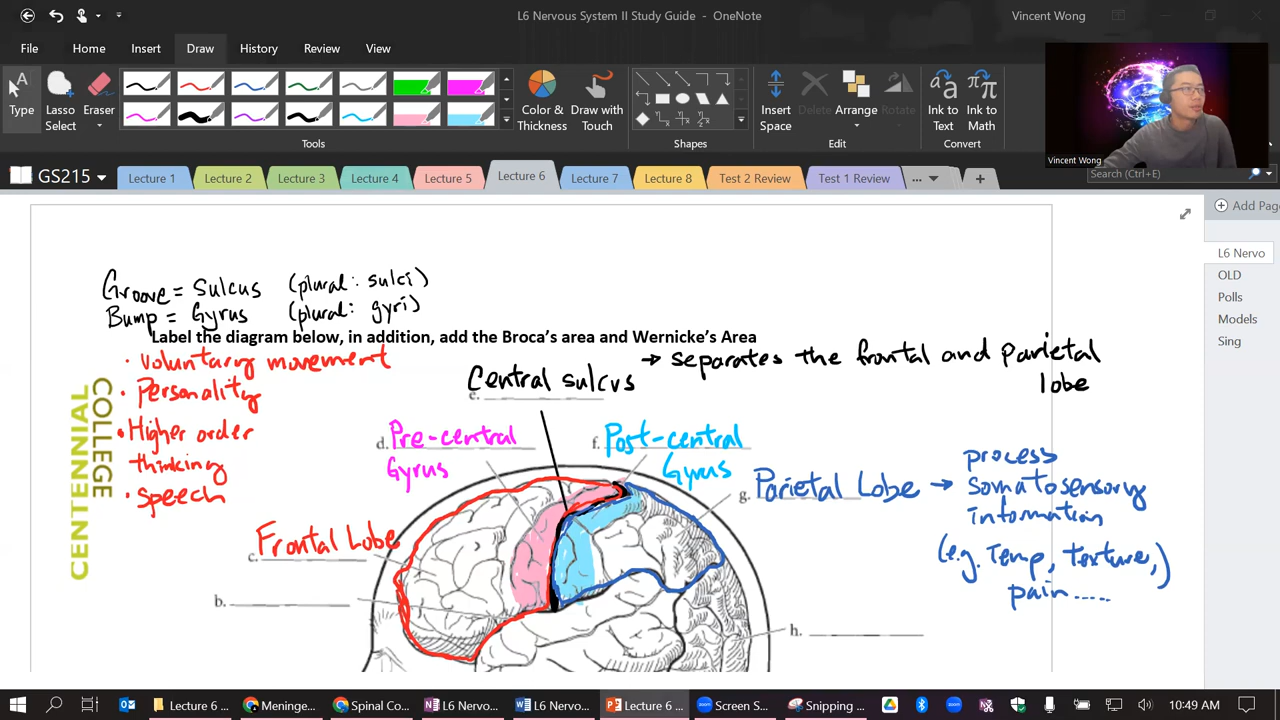 L6 Nervous System II Study Guide - OneNote
Vincent Wong
File Home Insert Draw History Review View
Type
Lasso Select
Eraser
Color & Thickness
Draw with Touch
Insert Space
Delete
Arrange
Rotate
Ink to Text
Ink to Math
Tools
Shapes
Edit
Convert
Vincent Wong
GS215
Lecture 1 Lecture 2 Lecture 3 Lecture 4 Lecture 5 Lecture 6 Lecture 7 Lecture 8 Test 2 Review Test 1 Review ...
Search (Ctrl+E)
Add Pag
L6 Nervo
OLD
Polls
Models
Sing
Groove = Sulcus (plural: sulci)
Bump = Gyrus (plural: gyri)
Label the diagram below, in addition, add the Broca's area and Wernicke's Area
• voluntary movement
• Personality
• Higher order
thinking
• speech
CENTENNIAL
COLLEGE
Central sulcus → separates the frontal and parietal
lobe
e.
d. Pre-central
Gyrus
f. Post-central
Gyrus
g. Parietal Lobe → process
Somatosensory
information
(e.g. Temp, texture,)
pain.....
c. Frontal Lobe
b.
h.
Lecture 6 ...
Meninge...
Spinal Co...
L6 Nervo...
L6 Nervo...
Lecture 6 ...
Screen S...
Snipping ...
10:49 AM